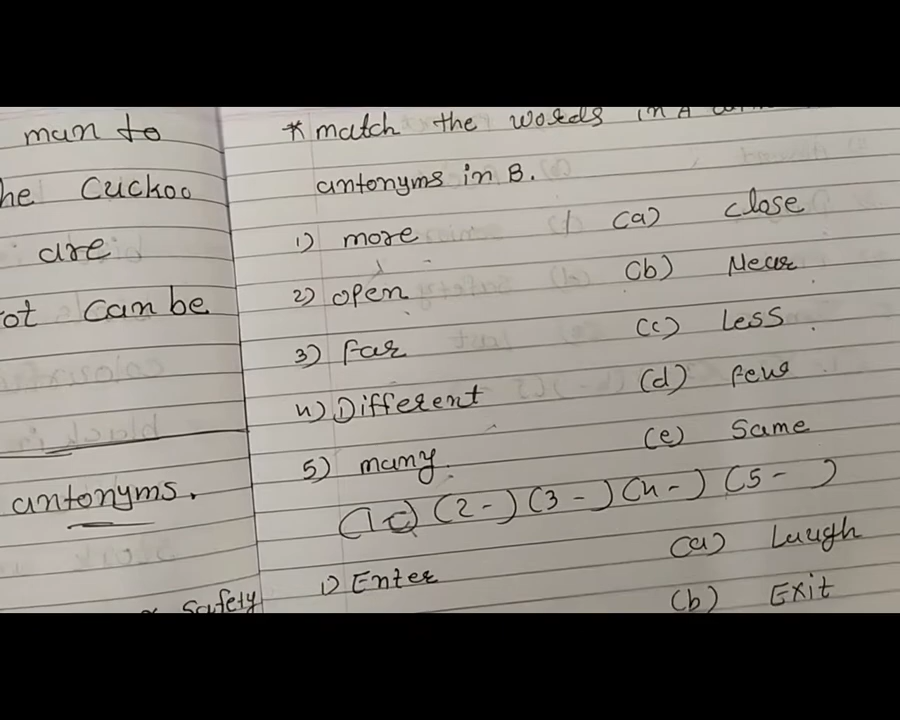 man to
he Cuckoo
are
ot can be
antonyms.
safety
* match the words in A
antonyms in B.
1) more (a) close
2) open (b) Near
3) far (c) Less
4) Different (d) few
5) many. (e) Same
(1 c) (2 - ) (3 - ) (4 - ) (5 - )
1) Enter (a) Laugh
(b) Exit